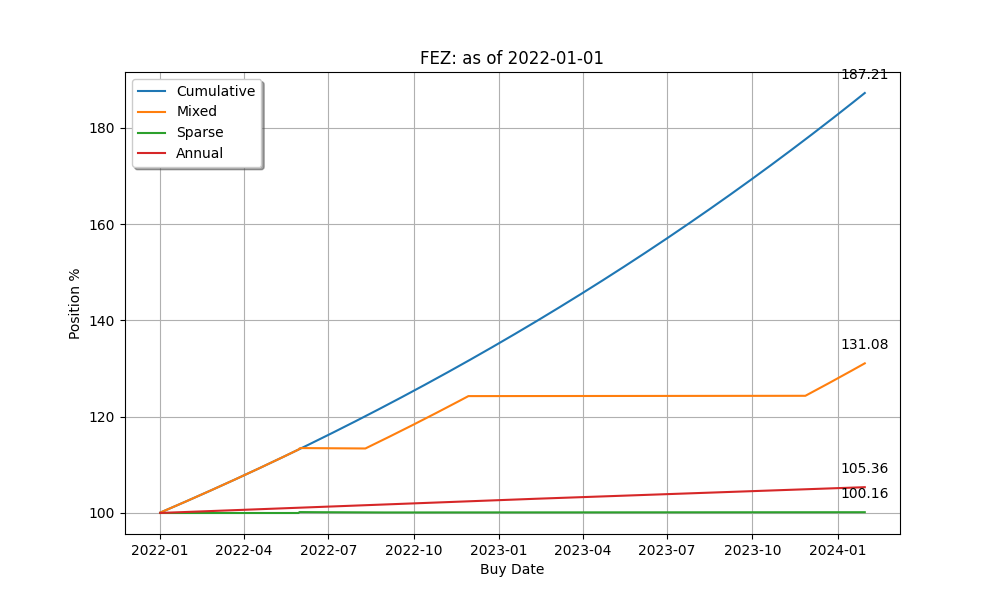 FEZ: as of 2022-01-01
187.21
Cumulative
Mixed
Sparse
Annual
180
160
140
120
100
Position %
131.08
105.36
100.16
2022-01
2022-04
2022-07
2022-10
2023-01
2023-04
2023-07
2023-10
2024-01
Buy Date